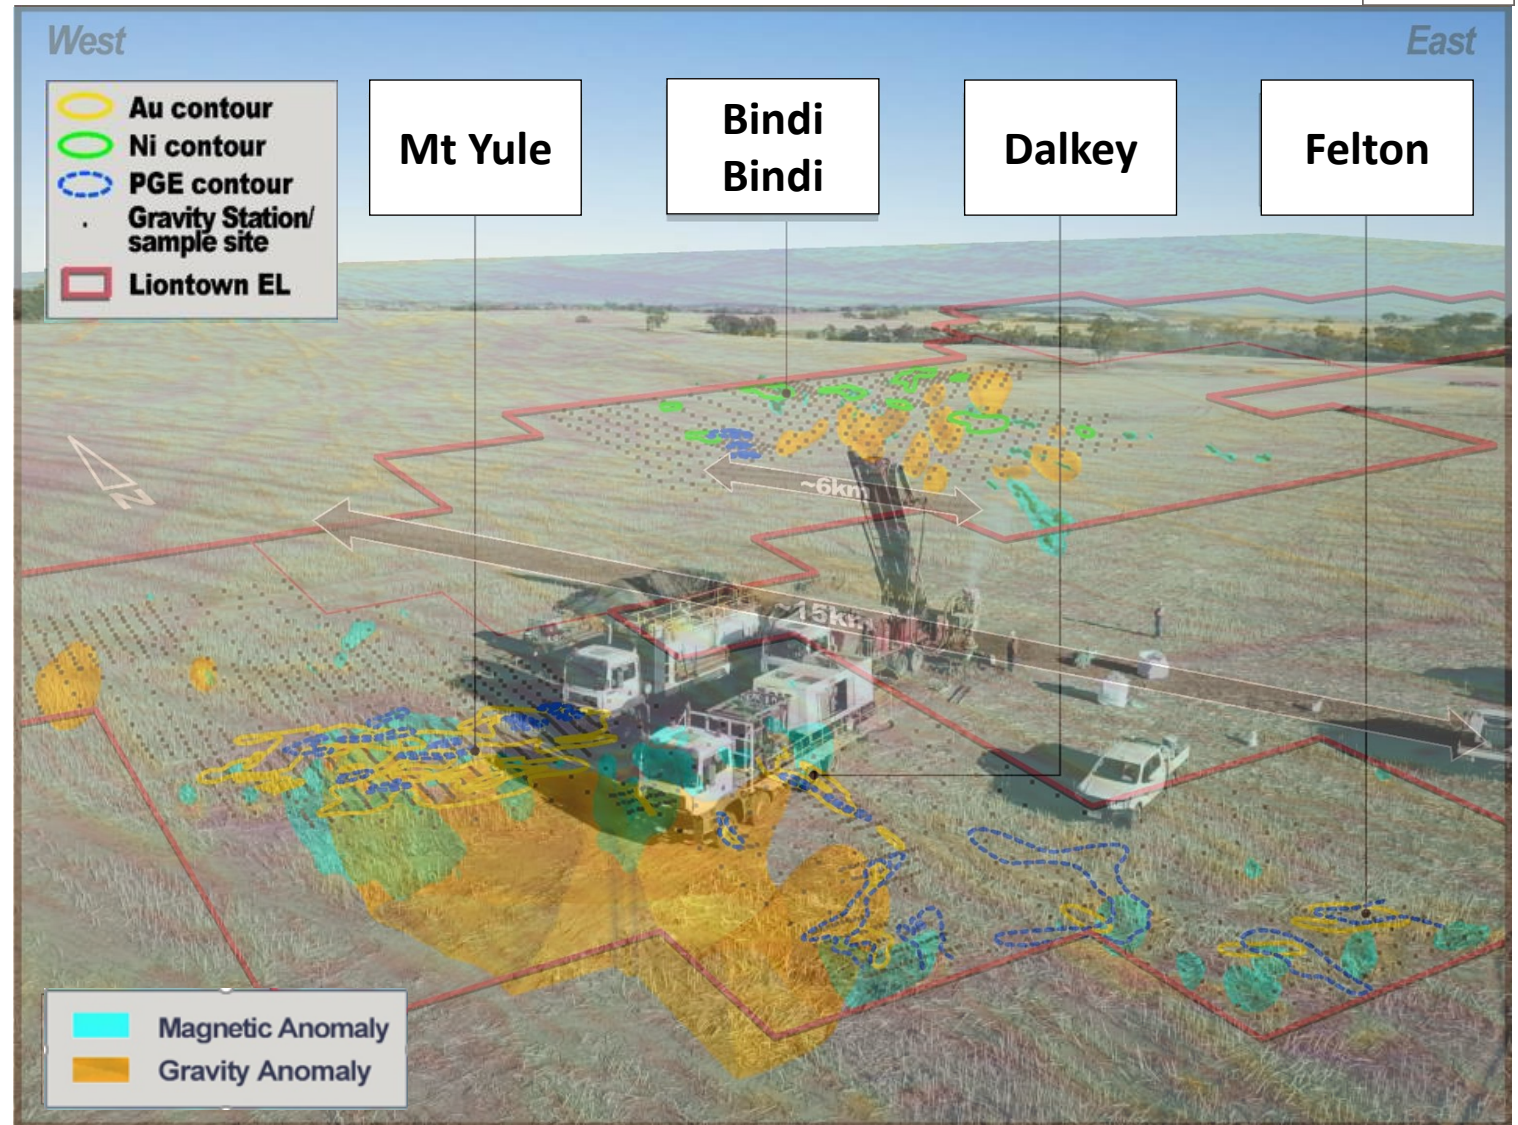 West
East
Au contour
Ni contour
PGE contour
Gravity Station/
sample site
Liontown EL
Mt Yule
Bindi
Bindi
Dalkey
Felton
N
~6km
~15km
Magnetic Anomaly
Gravity Anomaly